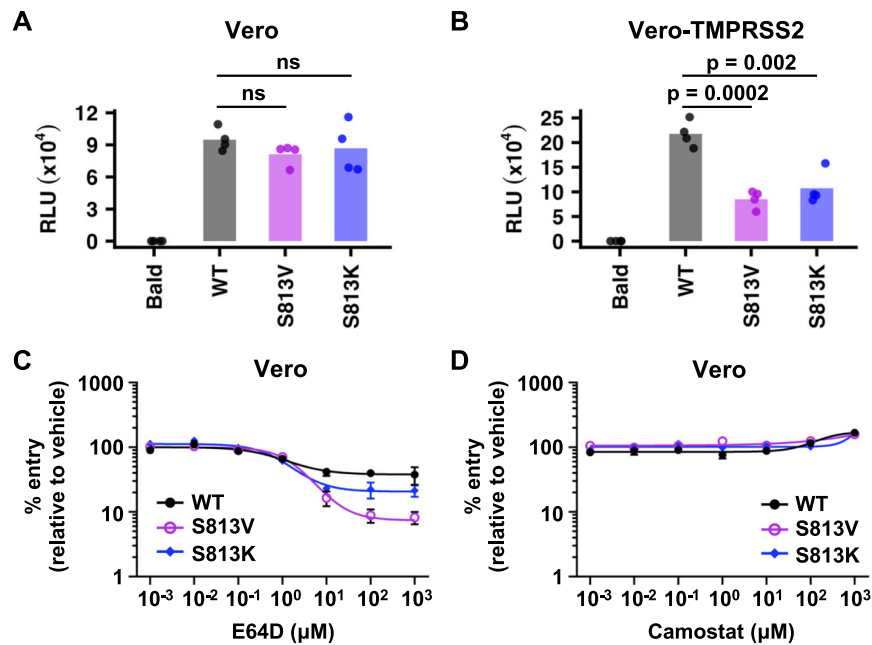 A
Vero
ns
ns
RLU (x10⁴)
12
9
6
3
0
Bald
WT
S813V
S813K
B
Vero-TMPRSS2
p = 0.002
p = 0.0002
RLU (x10⁴)
25
20
15
10
5
0
Bald
WT
S813V
S813K
C
Vero
% entry
(relative to vehicle)
1000
100
10
1
WT
S813V
S813K
10⁻³ 10⁻² 10⁻¹ 10⁰ 10¹ 10² 10³
E64D (µM)
D
Vero
% entry
(relative to vehicle)
1000
100
10
1
WT
S813V
S813K
10⁻³ 10⁻² 10⁻¹ 10⁰ 10¹ 10² 10³
Camostat (µM)